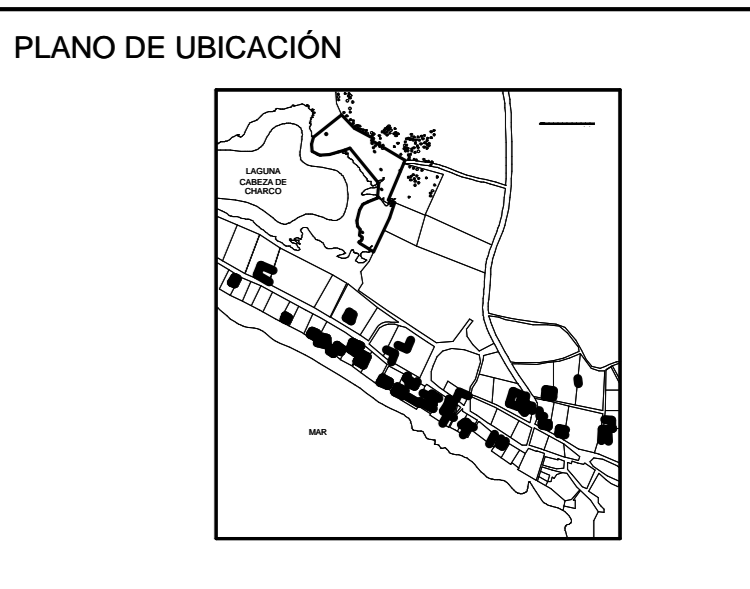 PLANO DE UBICACIÓN
LAGUNA
CABEZA DE
CHARCO
MAR